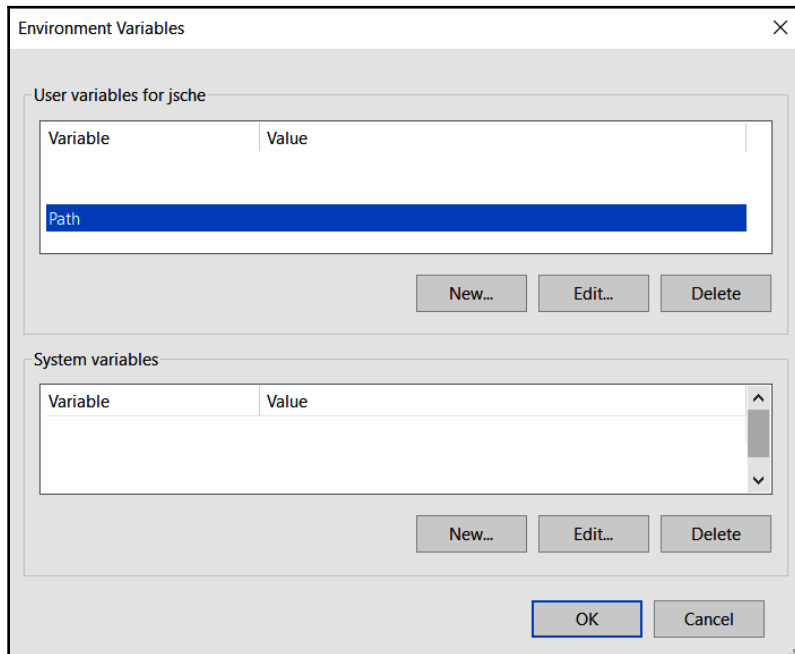 Environment Variables
User variables for jsche
Variable Value
Path
New... Edit... Delete
System variables
Variable Value
New... Edit... Delete
OK Cancel